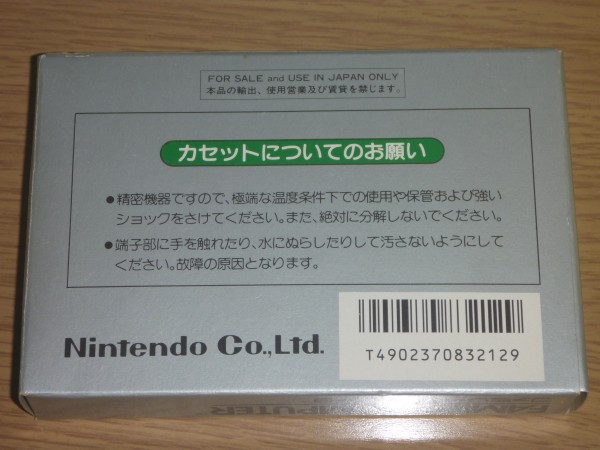 FOR SALE and USE IN JAPAN ONLY
本品の輸出、使用営業及び賃貸を禁じます。
カセットについてのお願い
●精密機器ですので、極端な温度条件下での使用や保管および強い
ショックをさけてください。また、絶対に分解しないでください。
●端子部に手を触れたり、水にぬらしたりして汚さないようにして
ください。故障の原因となります。
Nintendo Co.,Ltd.
T4902370832129